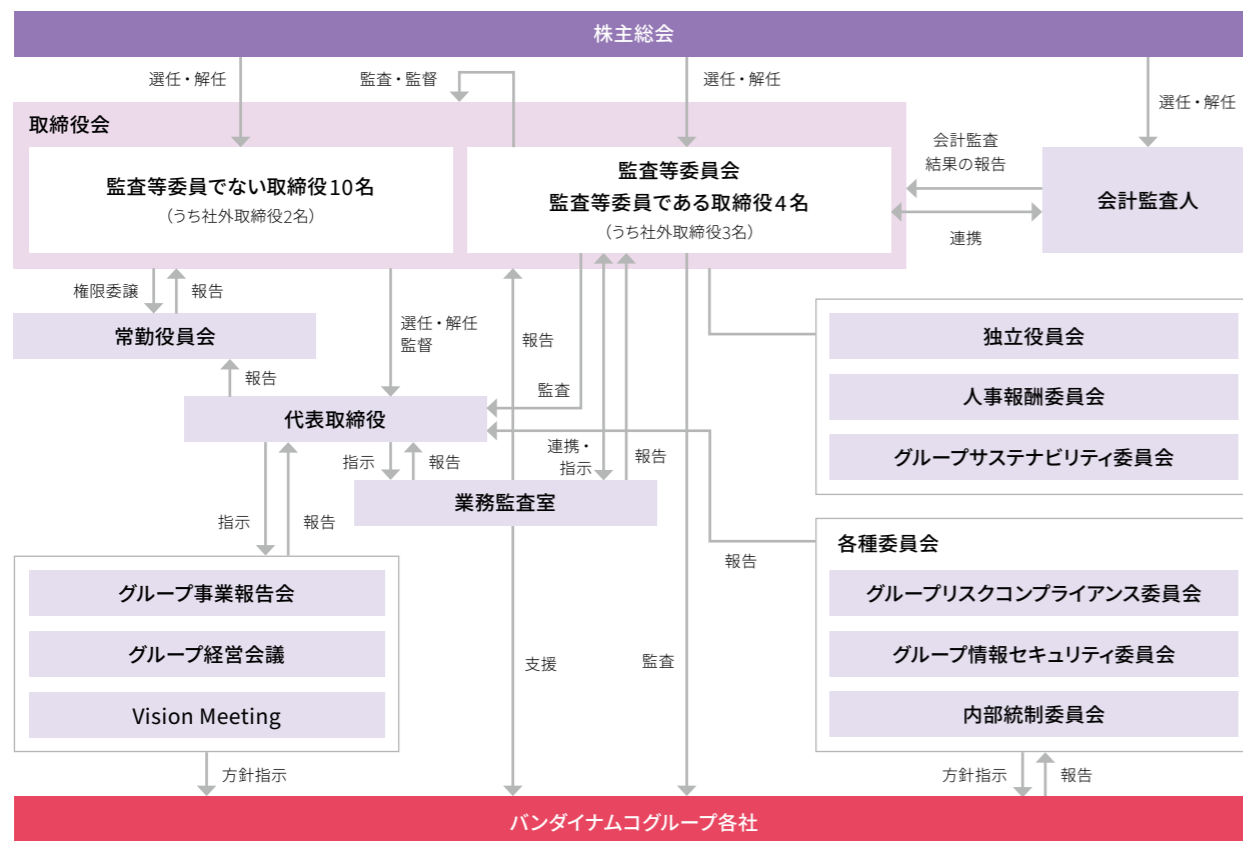 株主総会
選任・解任
監査・監督
選任・解任
選任・解任
取締役会
監査等委員でない取締役10名
（うち社外取締役2名）
監査等委員会
監査等委員である取締役4名
（うち社外取締役3名）
会計監査
結果の報告
連携
会計監査人
権限委譲
報告
常勤役員会
報告
選任・解任
監督
報告
監査
代表取締役
指示
報告
連携・
指示
報告
業務監査室
独立役員会
人事報酬委員会
グループサステナビリティ委員会
指示
報告
報告
グループ事業報告会
グループ経営会議
Vision Meeting
支援
監査
各種委員会
グループリスクコンプライアンス委員会
グループ情報セキュリティ委員会
内部統制委員会
方針指示
方針指示
報告
バンダイナムコグループ各社